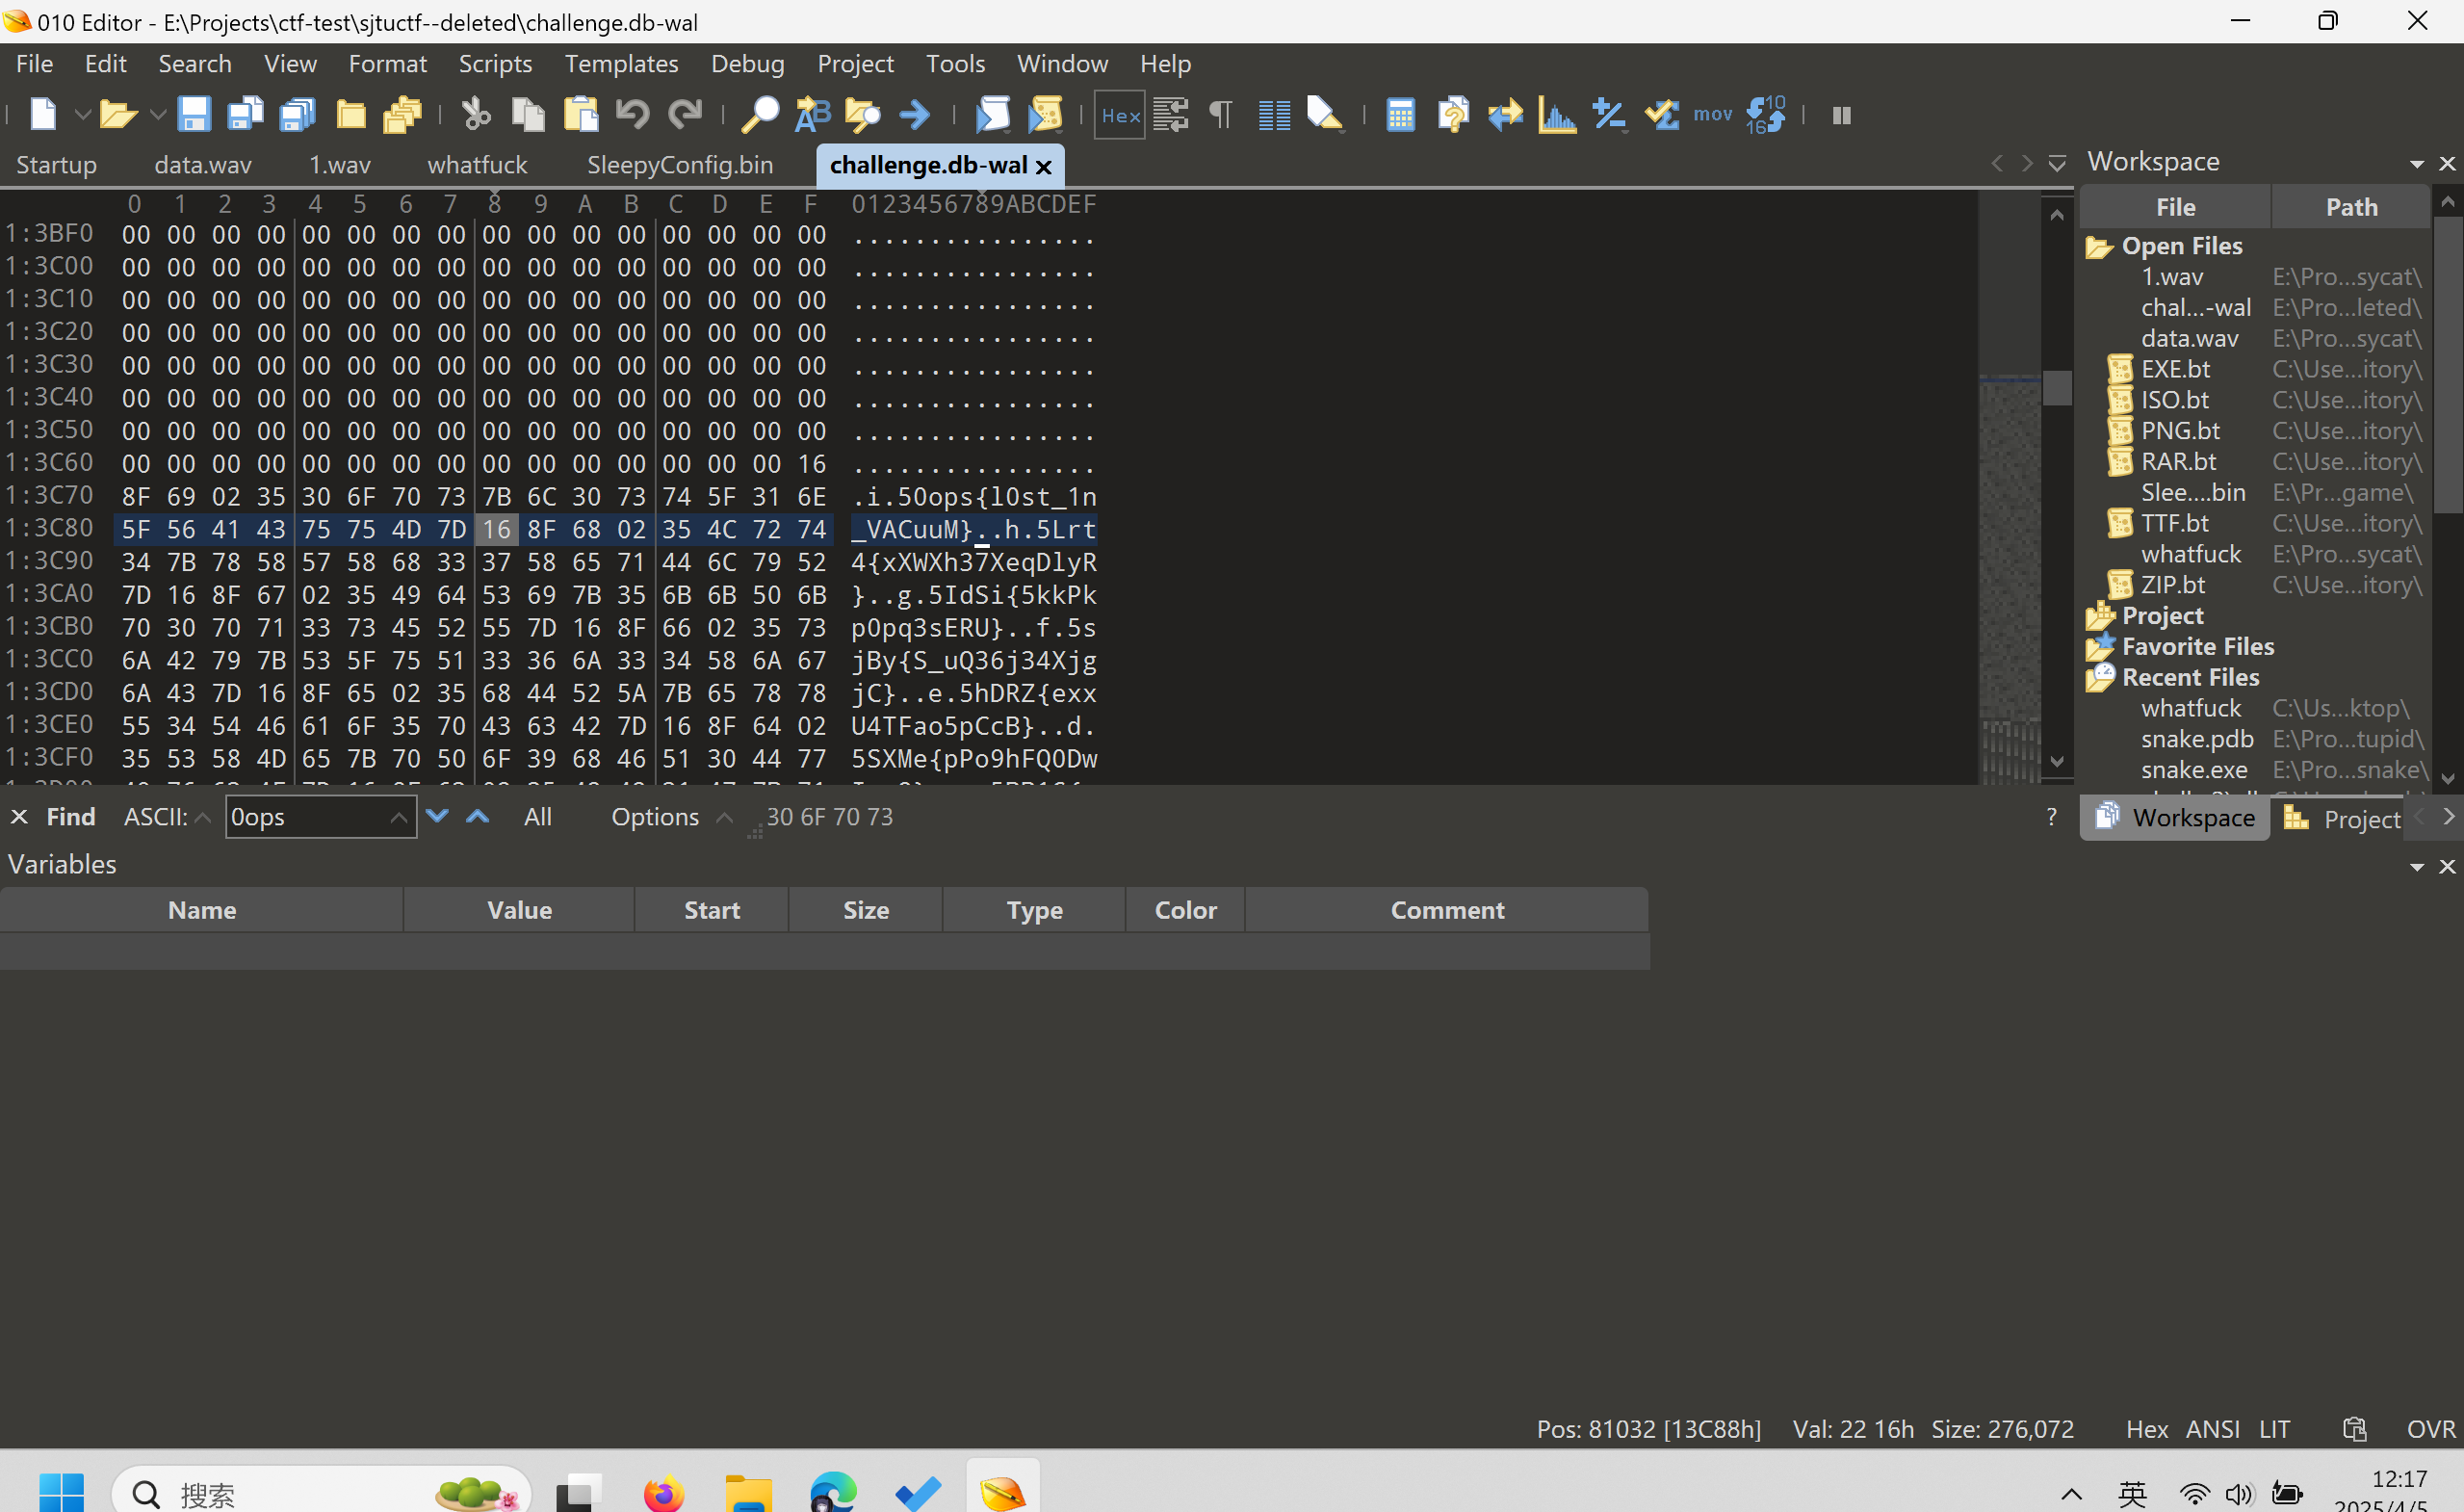 010 Editor - E:\Projects\ctf-test\sjtuctf--deleted\challenge.db-wal
File Edit Search View Format Scripts Templates Debug Project Tools Window Help
Hex mov 10 16
Startup data.wav 1.wav whatfuck SleepyConfig.bin challenge.db-wal
0 1 2 3 4 5 6 7 8 9 A B C D E F 0123456789ABCDEF
1:3BF0 00 00 00 00 00 00 00 00 00 00 00 00 00 00 00 00 ................
1:3C00 00 00 00 00 00 00 00 00 00 00 00 00 00 00 00 00 ................
1:3C10 00 00 00 00 00 00 00 00 00 00 00 00 00 00 00 00 ................
1:3C20 00 00 00 00 00 00 00 00 00 00 00 00 00 00 00 00 ................
1:3C30 00 00 00 00 00 00 00 00 00 00 00 00 00 00 00 00 ................
1:3C40 00 00 00 00 00 00 00 00 00 00 00 00 00 00 00 00 ................
1:3C50 00 00 00 00 00 00 00 00 00 00 00 00 00 00 00 00 ................
1:3C60 00 00 00 00 00 00 00 00 00 00 00 00 00 00 00 16 ................
1:3C70 8F 69 02 35 30 6F 70 73 7B 6C 30 73 74 5F 31 6E .i.50ops{l0st_1n
1:3C80 5F 56 41 43 75 75 4D 7D 16 8F 68 02 35 4C 72 74 _VACuuM}..h.5Lrt
1:3C90 34 7B 78 58 57 58 68 33 37 58 65 71 44 6C 79 52 4{xXWXh37XeqDlyR
1:3CA0 7D 16 8F 67 02 35 49 64 53 69 7B 35 6B 6B 50 6B }..g.5IdSi{5kkPk
1:3CB0 70 30 70 71 33 73 45 52 55 7D 16 8F 66 02 35 73 p0pq3sERU}..f.5s
1:3CC0 6A 42 79 7B 53 5F 75 51 33 36 6A 33 34 58 6A 67 jBy{S_uQ36j34Xjg
1:3CD0 6A 43 7D 16 8F 65 02 35 68 44 52 5A 7B 65 78 78 jC}..e.5hDRZ{exx
1:3CE0 55 34 54 46 61 6F 35 70 43 63 42 7D 16 8F 64 02 U4TFao5pCcB}..d.
1:3CF0 35 53 58 4D 65 7B 70 50 6F 39 68 46 51 30 44 77 5SXMe{pPo9hFQ0Dw
Find ASCII: 0ops All Options 30 6F 70 73 ?
Workspace
File Path
Open Files
1.wav E:\Pro...sycat\
chal...-wal E:\Pro...leted\
data.wav E:\Pro...sycat\
EXE.bt C:\Use...itory\
ISO.bt C:\Use...itory\
PNG.bt C:\Use...itory\
RAR.bt C:\Use...itory\
Slee....bin E:\Pr...game\
TTF.bt C:\Use...itory\
whatfuck E:\Pro...sycat\
ZIP.bt C:\Use...itory\
Project
Favorite Files
Recent Files
whatfuck C:\Us...ktop\
snake.pdb E:\Pro...tupid\
snake.exe E:\Pro...snake\
Workspace Project
Variables
Name Value Start Size Type Color Comment
Pos: 81032 [13C88h] Val: 22 16h Size: 276,072 Hex ANSI LIT OVR
搜索
英
12:17
2025/4/5